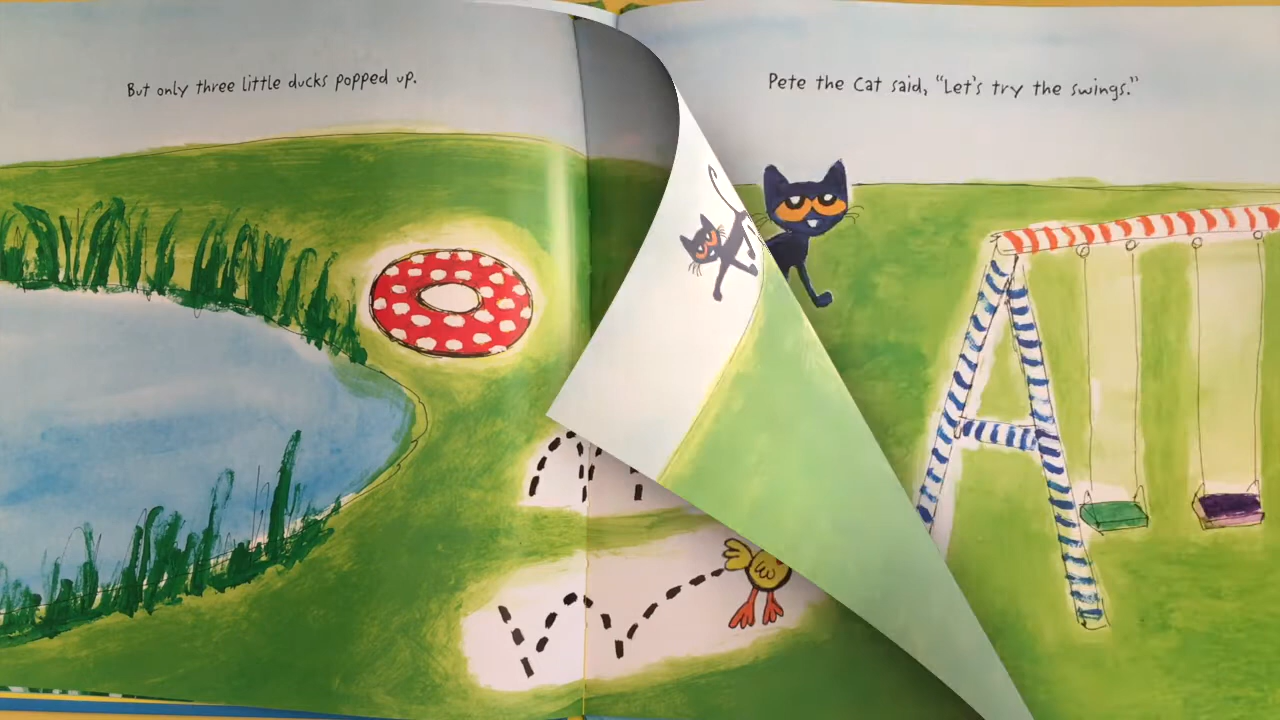 But only three little ducks popped up.
Pete the Cat said, “Let's try the swings.”